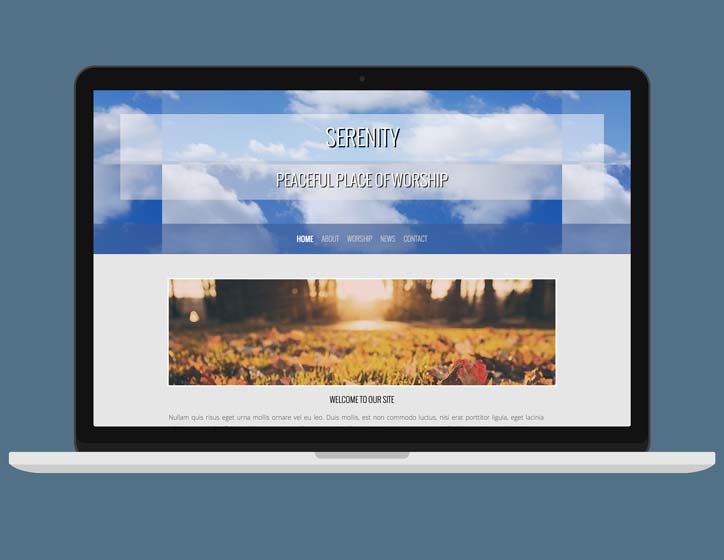 SERENITY
PEACEFUL PLACE OF WORSHIP
HOME ABOUT WORSHIP NEWS CONTACT
WELCOME TO OUR SITE
Nullam quis risus eget urna mollis ornare vel eu leo. Duis mollis, est non commodo luctus, nisi erat porttitor ligula, eget lacinia